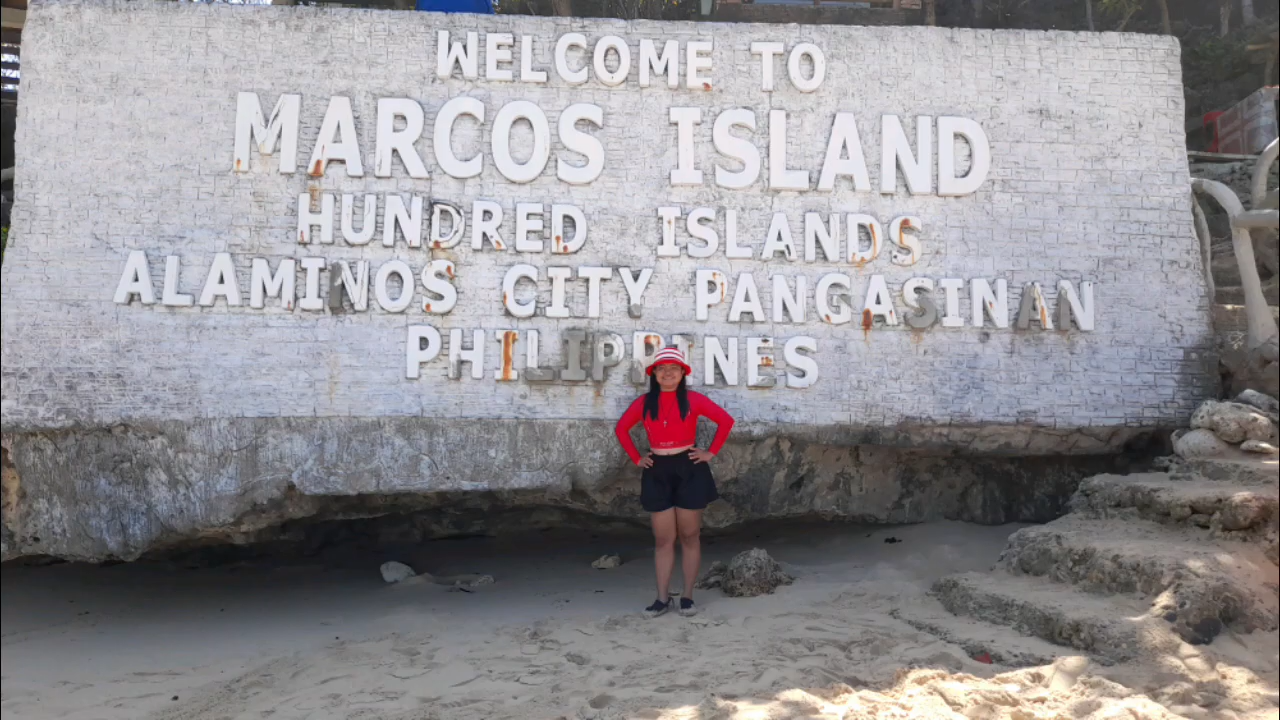 WELCOME TO
MARCOS ISLAND
HUNDRED ISLANDS
ALAMINOS CITY PANGASINAN
PHILIPPINES